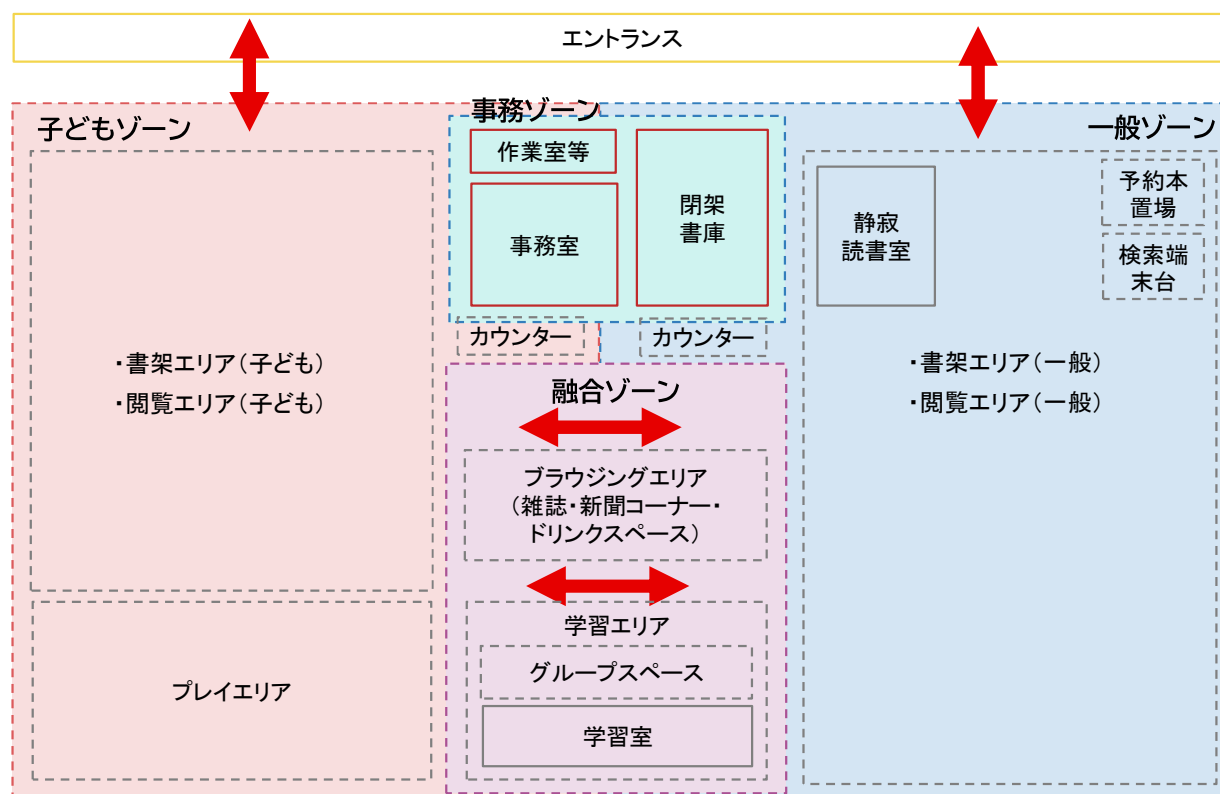 エントランス
子どもゾーン
事務ゾーン
一般ゾーン
作業室等
事務室
閉架
書庫
静寂
読書室
予約本
置場
検索端
末台
カウンター
カウンター
・書架エリア（子ども）
・閲覧エリア（子ども）
・書架エリア（一般）
・閲覧エリア（一般）
融合ゾーン
ブラウジングエリア
（雑誌・新聞コーナー・
ドリンクスペース）
学習エリア
グループスペース
学習室
プレイエリア